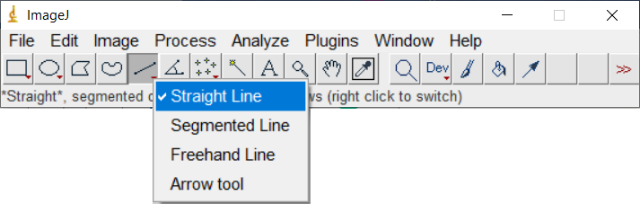 ImageJ
File Edit Image Process Analyze Plugins Window Help
A Dev >>
*Straight*, segmented (right click to switch)
Straight Line
Segmented Line
Freehand Line
Arrow tool